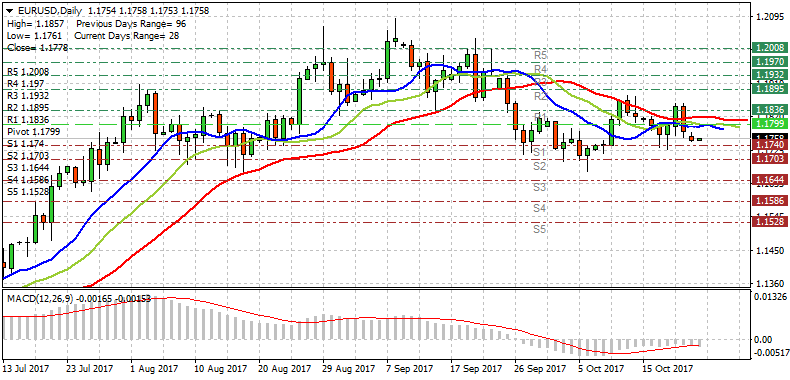 EURUSD,Daily 1.1754 1.1758 1.1753 1.1758
High= 1.1857 Previous Days Range= 96
Low= 1.1761 Current Days Range= 28
Close= 1.1778
R5 1.2008
R4 1.197
R3 1.1932
R2 1.1895
R1 1.1836
Pivot 1.1799
S1 1.174
S2 1.1703
S3 1.1644
S4 1.1586
S5 1.1528
R5
R4
R2
S1
S2
S3
S4
S5
1.2095
1.2008
1.1970
1.1932
1.1895
1.1836
1.1799
1.1740
1.1703
1.1644
1.1586
1.1528
1.1450
1.1360
MACD(12,26,9) -0.00165 -0.00153
0.01326
0.00
-0.00517
13 Jul 2017 23 Jul 2017 1 Aug 2017 10 Aug 2017 20 Aug 2017 29 Aug 2017 7 Sep 2017 17 Sep 2017 26 Sep 2017 5 Oct 2017 15 Oct 2017